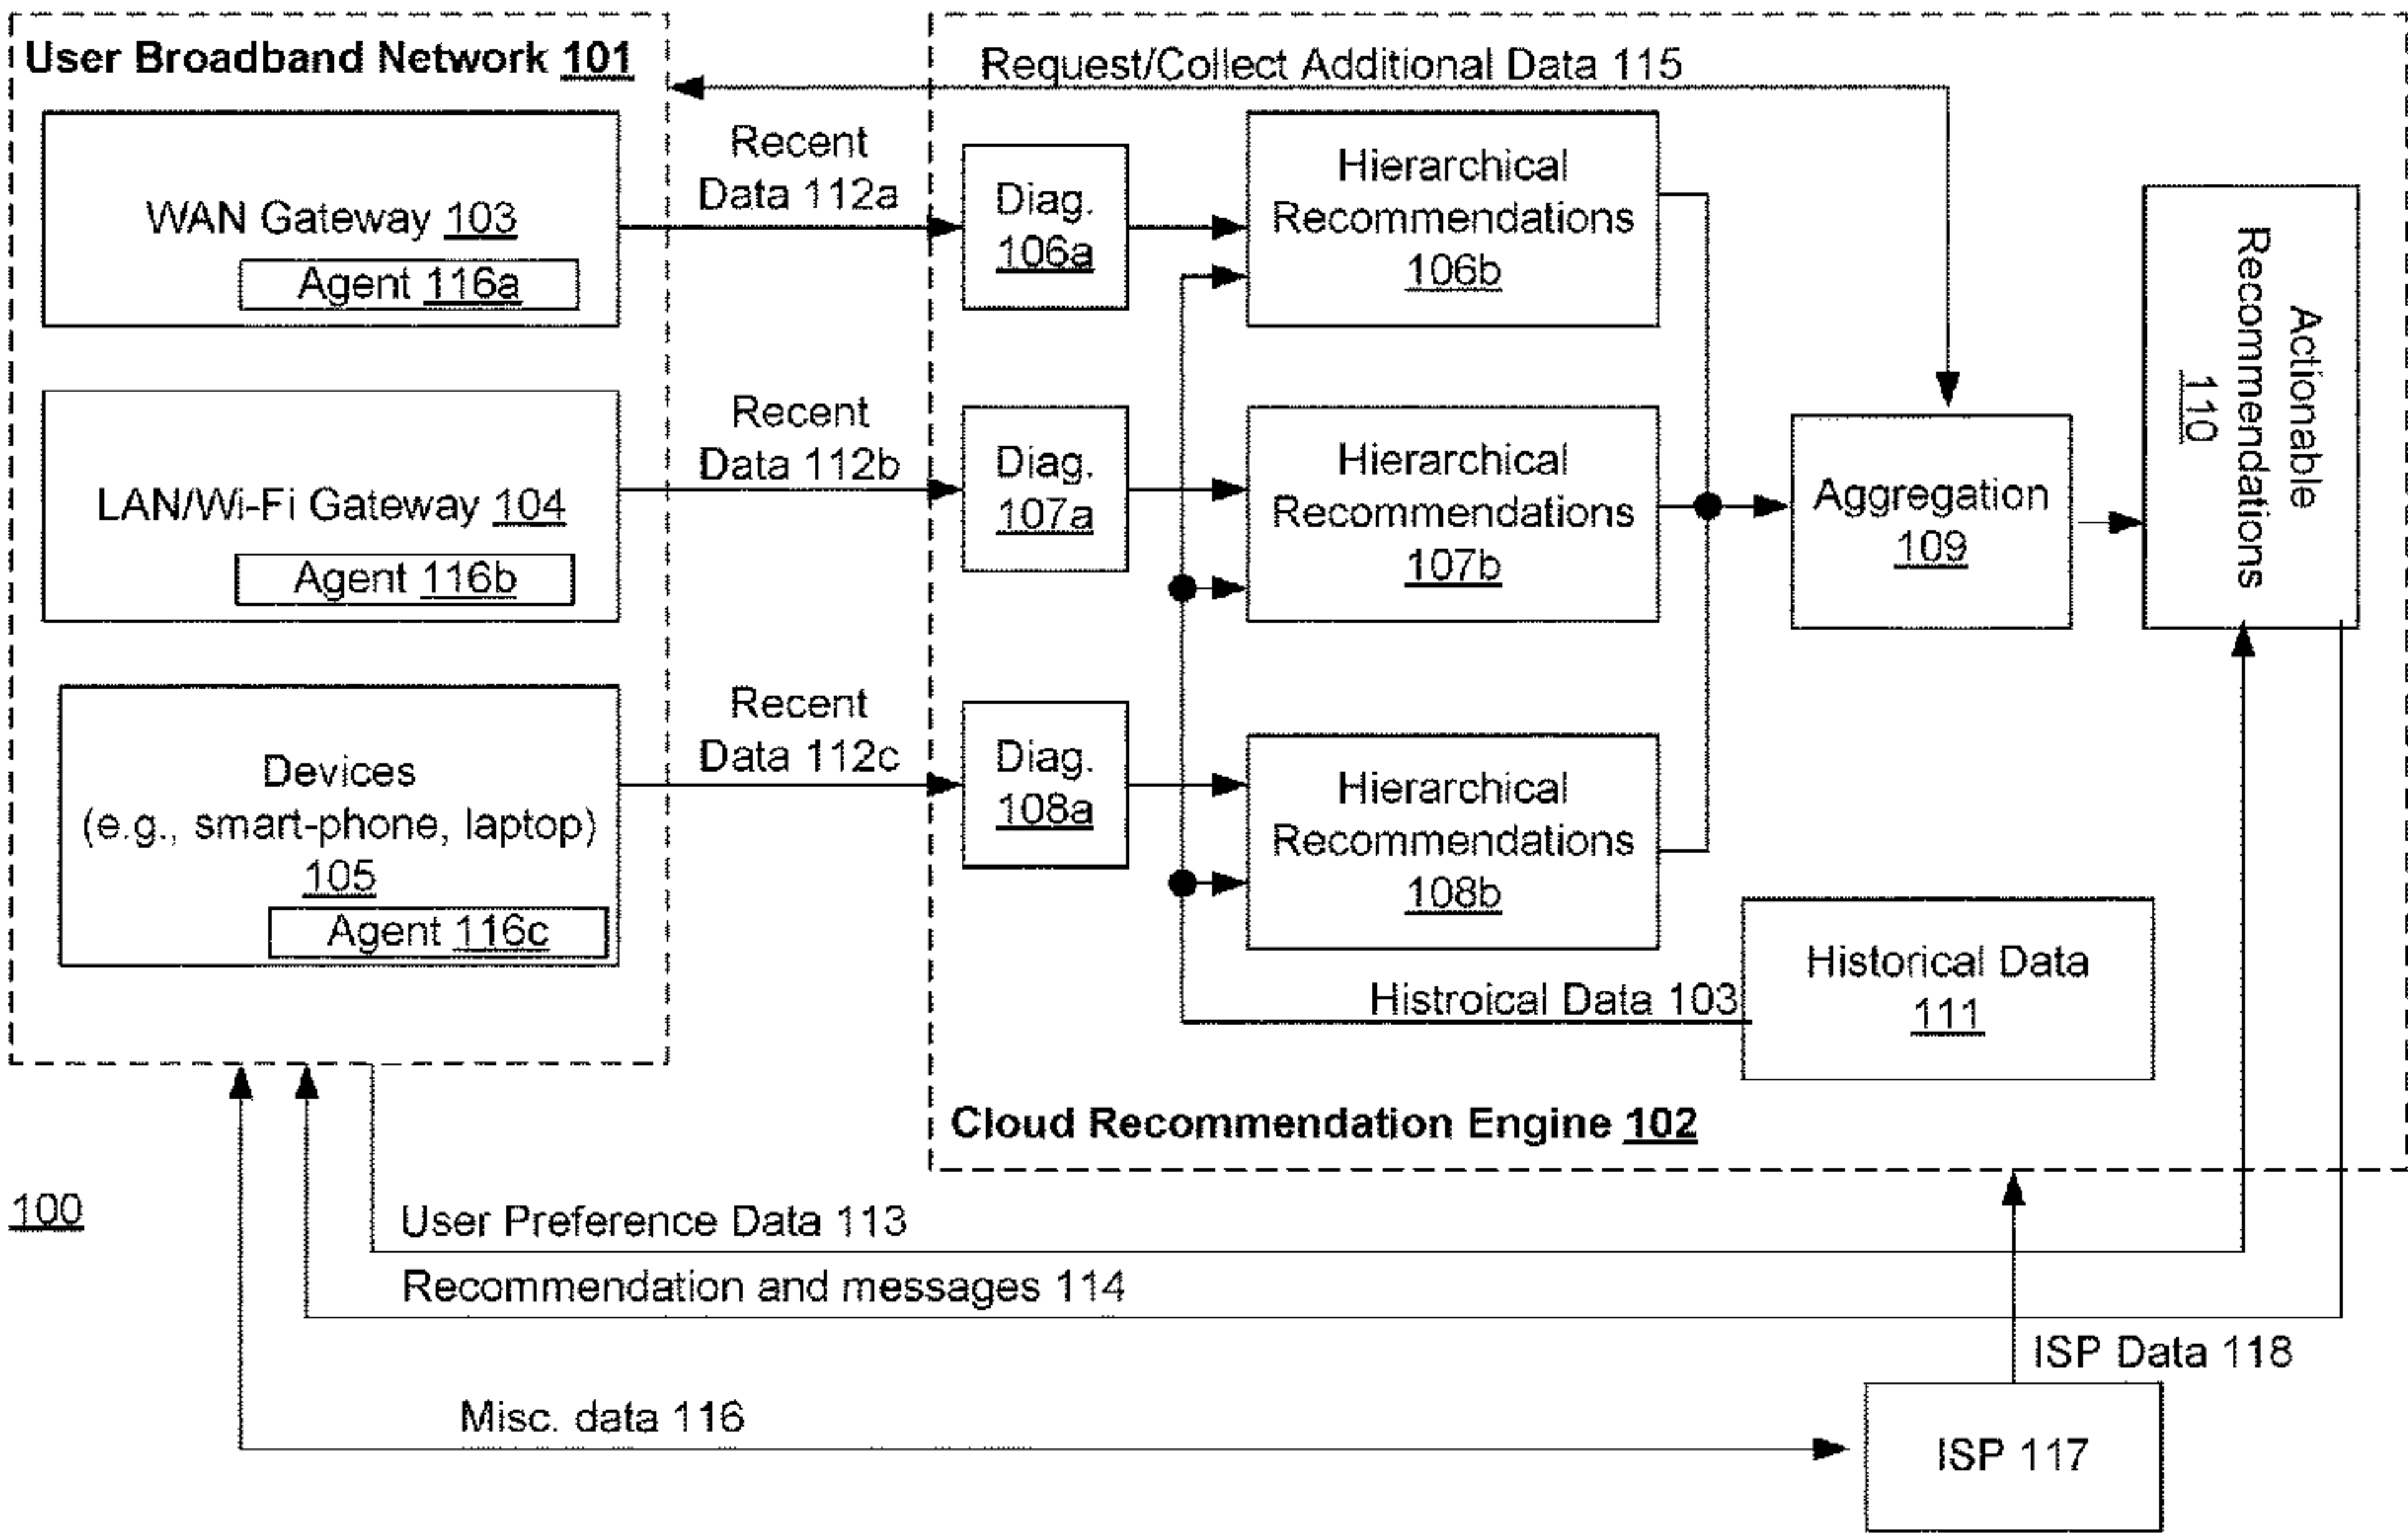 User Broadband Network 101
Request/Collect Additional Data 115
WAN Gateway 103
Agent 116a
Recent
Data 112a
Diag.
106a
Hierarchical
Recommendations
106b
LAN/Wi-Fi Gateway 104
Agent 116b
Recent
Data 112b
Diag.
107a
Hierarchical
Recommendations
107b
Aggregation
109
Actionable
Recommendations
110
Devices
(e.g., smart-phone, laptop)
105
Agent 116c
Recent
Data 112c
Diag.
108a
Hierarchical
Recommendations
108b
Histroical Data 103
Historical Data
111
Cloud Recommendation Engine 102
100
User Preference Data 113
Recommendation and messages 114
ISP Data 118
Misc. data 116
ISP 117